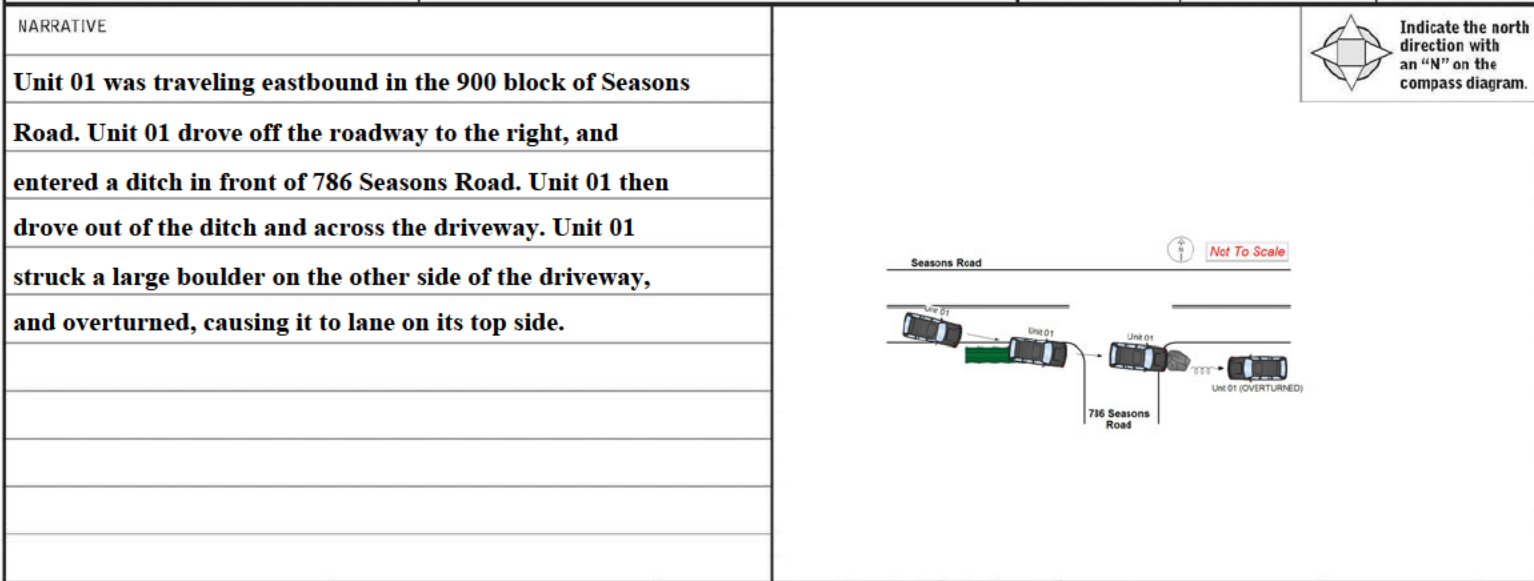 NARRATIVE
Unit 01 was traveling eastbound in the 900 block of Seasons
Road. Unit 01 drove off the roadway to the right, and
entered a ditch in front of 786 Seasons Road. Unit 01 then
drove out of the ditch and across the driveway. Unit 01
struck a large boulder on the other side of the driveway,
and overturned, causing it to lane on its top side.
Indicate the north
direction with
an “N” on the
compass diagram.
N
Not To Scale
Seasons Road
Unit 01
Unit 01
Unit 01
Unit 01 (OVERTURNED)
786 Seasons
Road